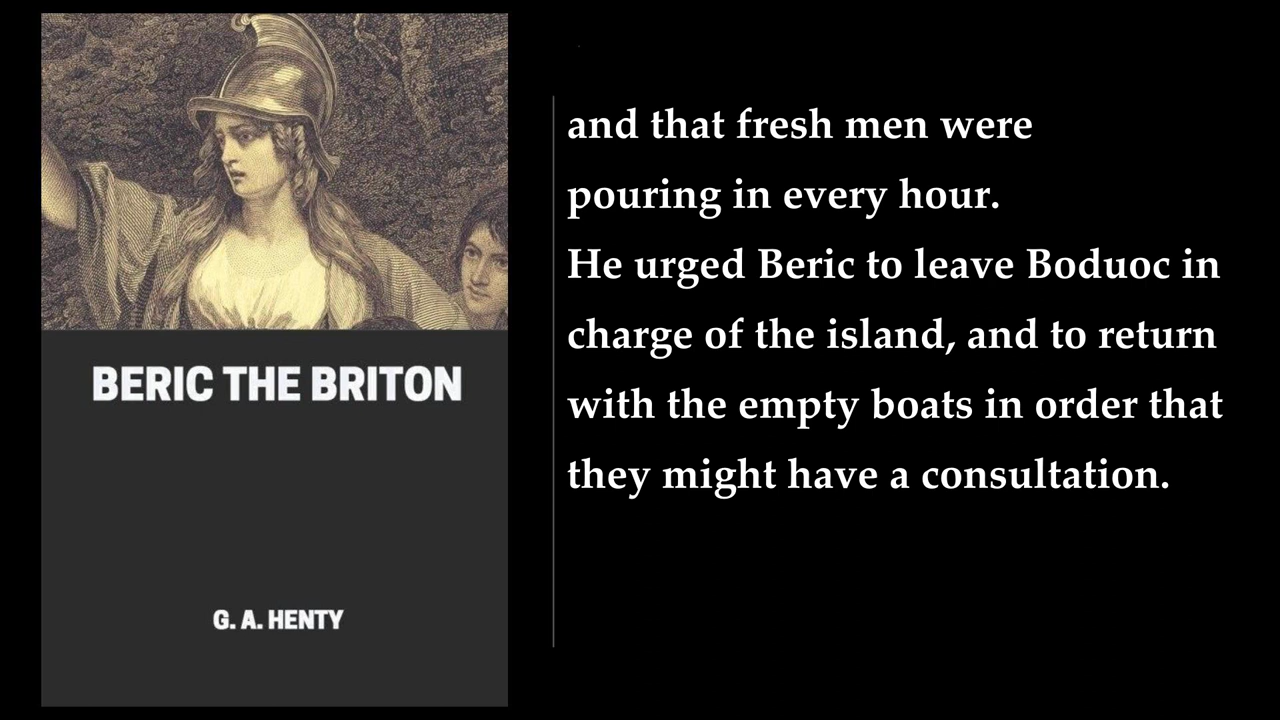 BERIC THE BRITON
G. A. HENTY
and that fresh men were
pouring in every hour.
He urged Beric to leave Boduoc in
charge of the island, and to return
with the empty boats in order that
they might have a consultation.